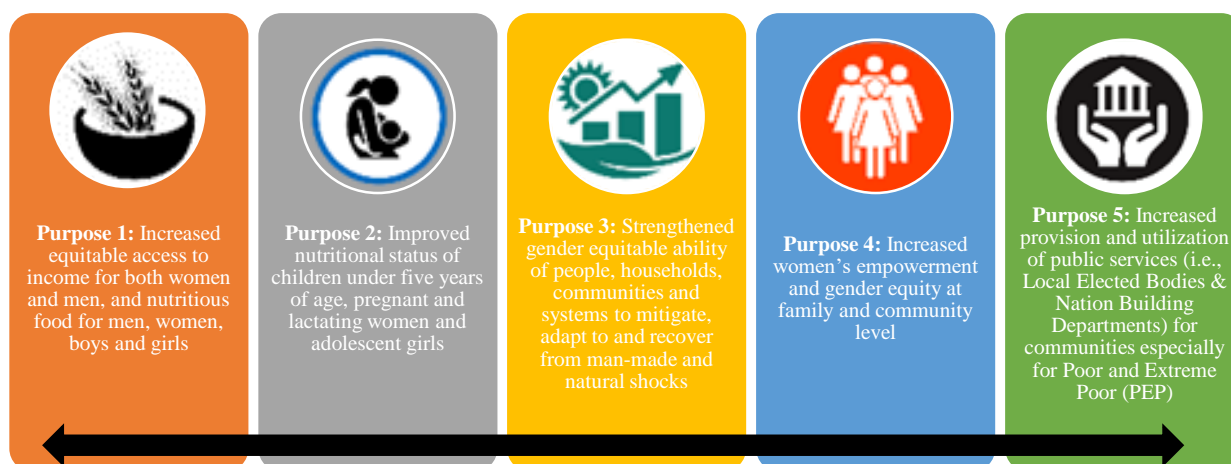 Purpose 1: Increased
equitable access to
income for both women
and men, and nutritious
food for men, women,
boys and girls
Purpose 2: Improved
nutritional status of
children under five years
of age, pregnant and
lactating women and
adolescent girls
Purpose 3: Strengthened
gender equitable ability
of people, households,
communities and
systems to mitigate,
adapt to and recover
from man-made and
natural shocks
Purpose 4: Increased
women’s empowerment
and gender equity at
family and community
level
Purpose 5: Increased
provision and utilization
of public services (i.e.,
Local Elected Bodies &
Nation Building
Departments) for
communities especially
for Poor and Extreme
Poor (PEP)